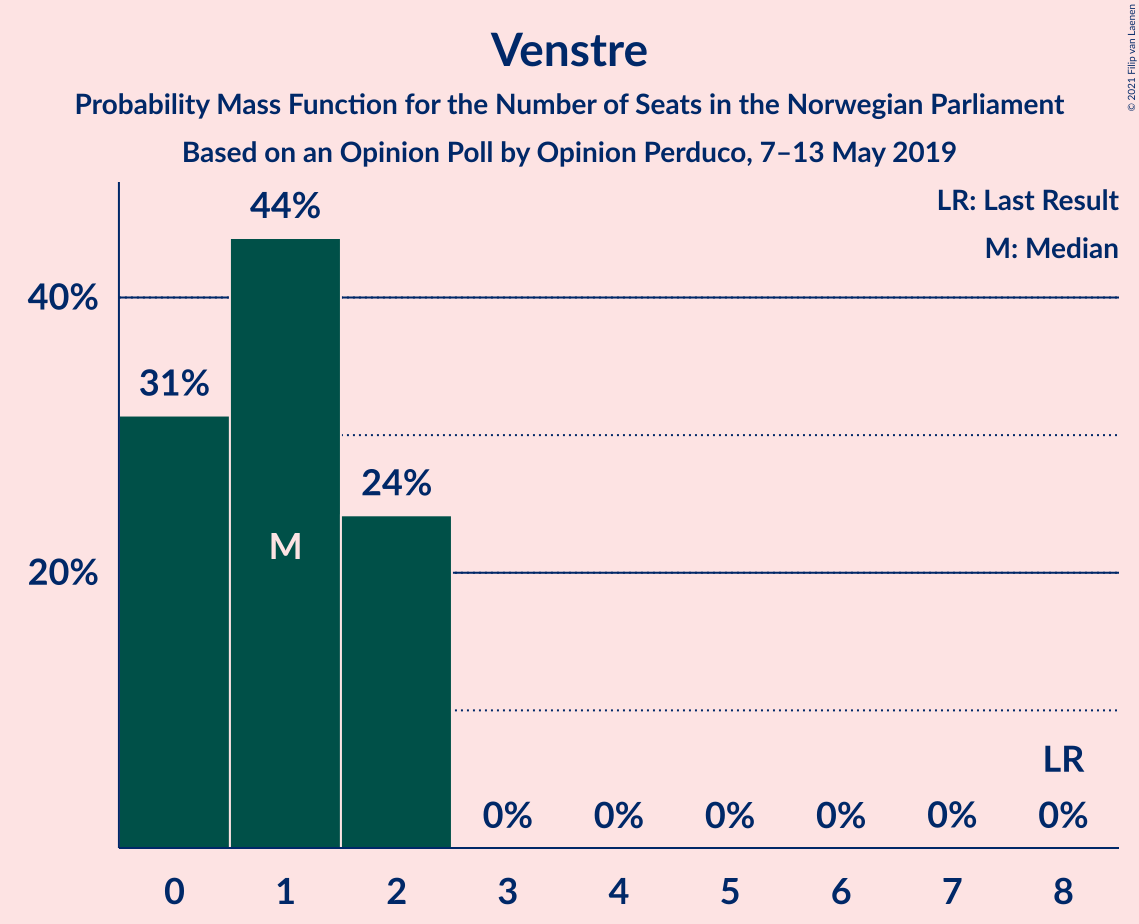 Venstre
Probability Mass Function for the Number of Seats in the Norwegian Parliament
Based on an Opinion Poll by Opinion Perduco, 7–13 May 2019
© 2021 Filip van Laenen
LR: Last Result
M: Median
44%
40%
31%
24%
M
20%
LR
0% 0% 0% 0% 0% 0%
0 1 2 3 4 5 6 7 8